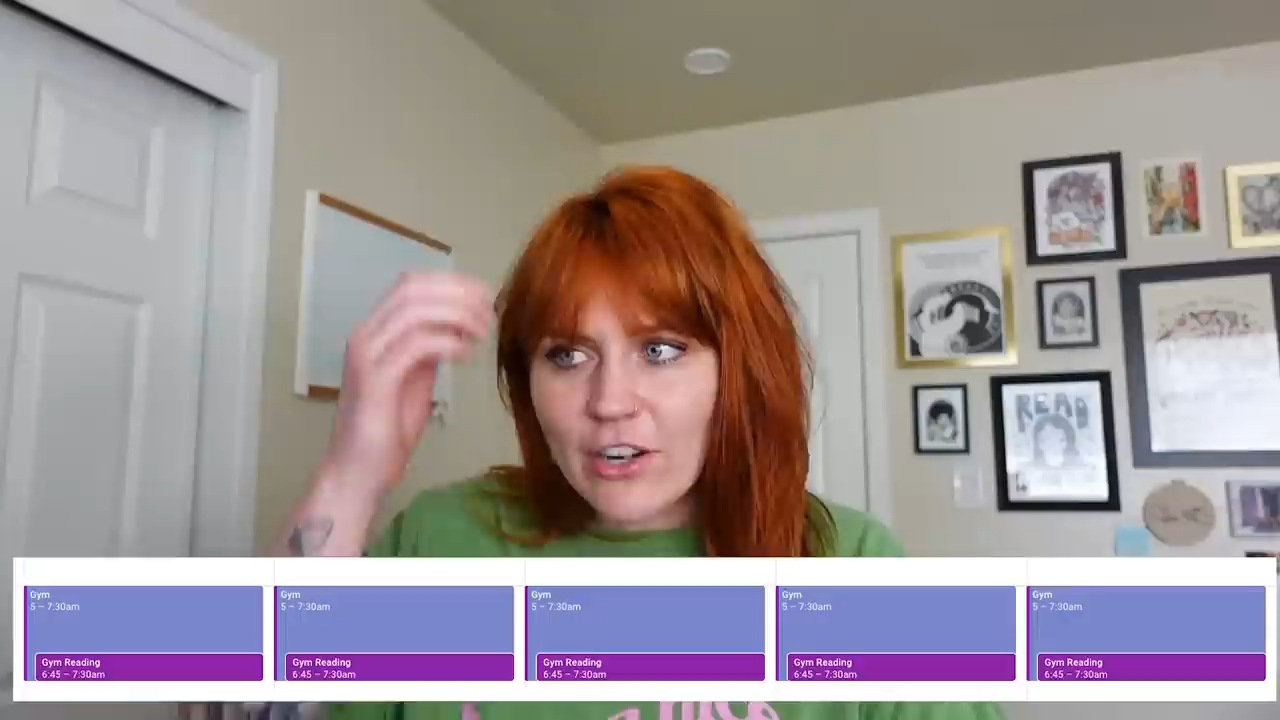 READ
Gym
5 – 7:30am
Gym Reading
6:45 – 7:30am
Gym
5 – 7:30am
Gym Reading
6:45 – 7:30am
Gym
5 – 7:30am
Gym Reading
6:45 – 7:30am
Gym
5 – 7:30am
Gym Reading
6:45 – 7:30am
Gym
5 – 7:30am
Gym Reading
6:45 – 7:30am